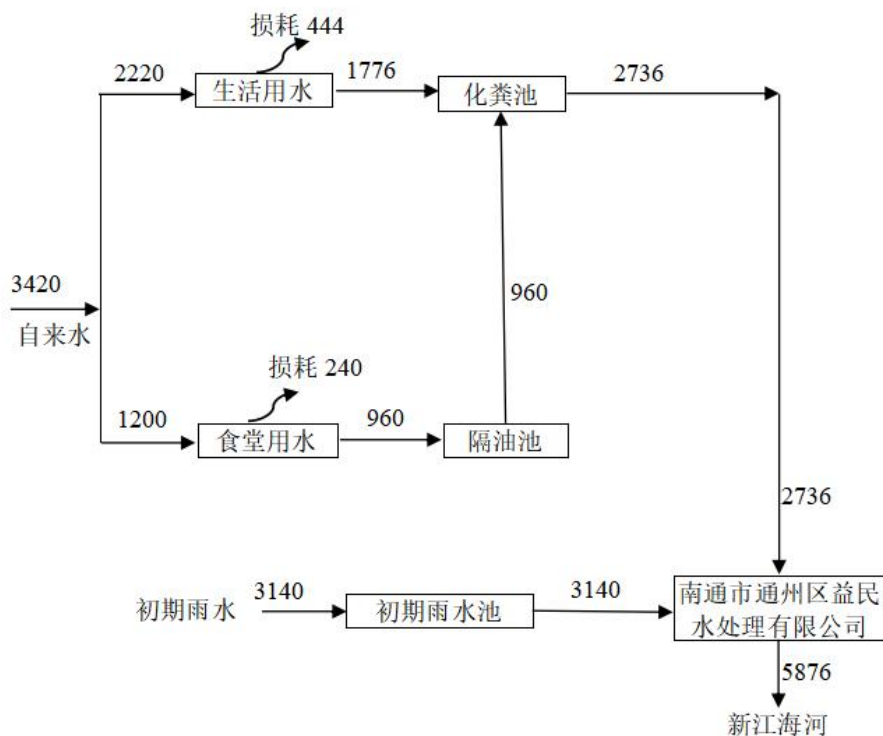 损耗 444
2220
生活用水
1776
化粪池
2736
3420
自来水
960
损耗 240
1200
食堂用水
960
隔油池
2736
初期雨水
3140
初期雨水池
3140
南通市通州区益民
水处理有限公司
5876
新江海河